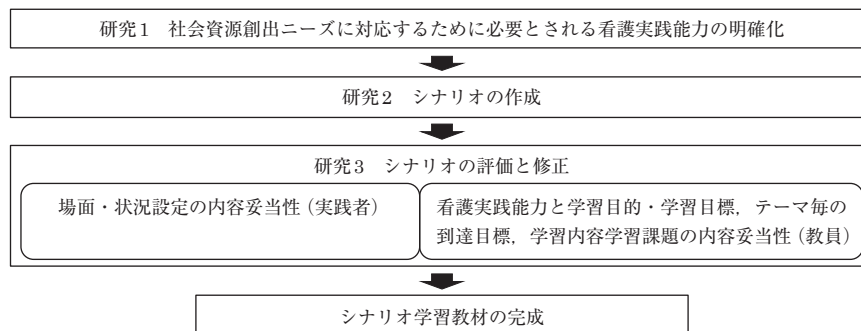 研究1　社会資源創出ニーズに対応するために必要とされる看護実践能力の明確化
研究2　シナリオの作成
研究3　シナリオの評価と修正
場面・状況設定の内容妥当性（実践者）
看護実践能力と学習目的・学習目標，テーマ毎の
到達目標，学習内容学習課題の内容妥当性（教員）
シナリオ学習教材の完成